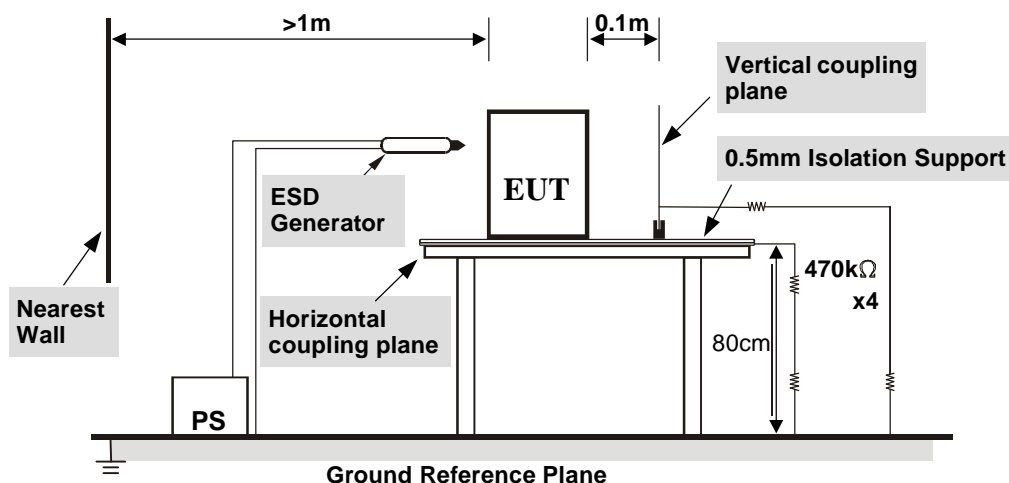 >1m
0.1m
Vertical coupling
plane
0.5mm Isolation Support
ESD
Generator
EUT
Nearest
Wall
Horizontal
coupling plane
470kΩ
x4
80cm
PS
Ground Reference Plane